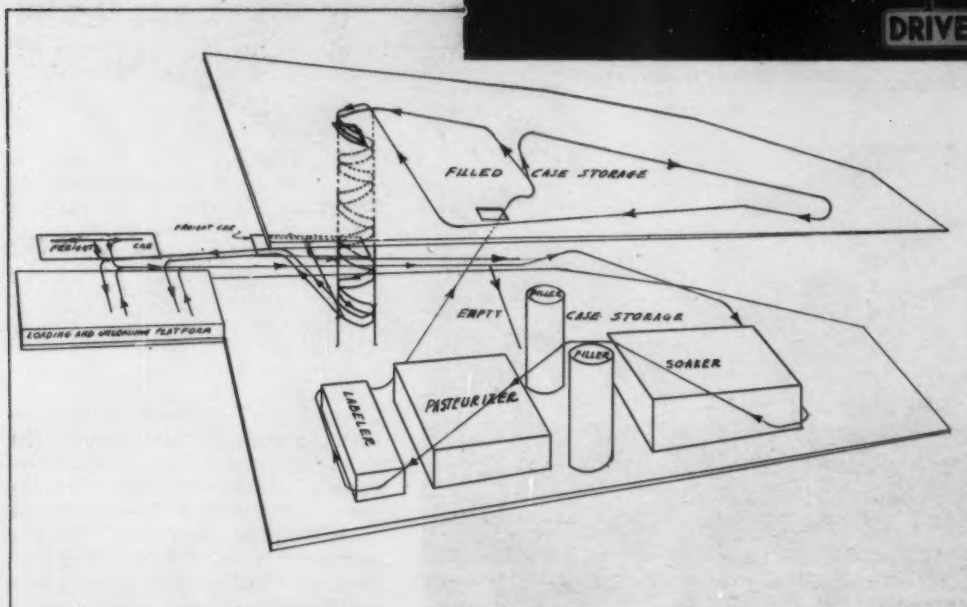 DRIVE
FILLED CASE STORAGE
FREIGHT CAR
FREIGHT CAR
LOADING AND UNLOADING PLATFORM
EMPTY CASE STORAGE
FILLER
FILLER
SOAKER
PASTEURIZER
LABELER